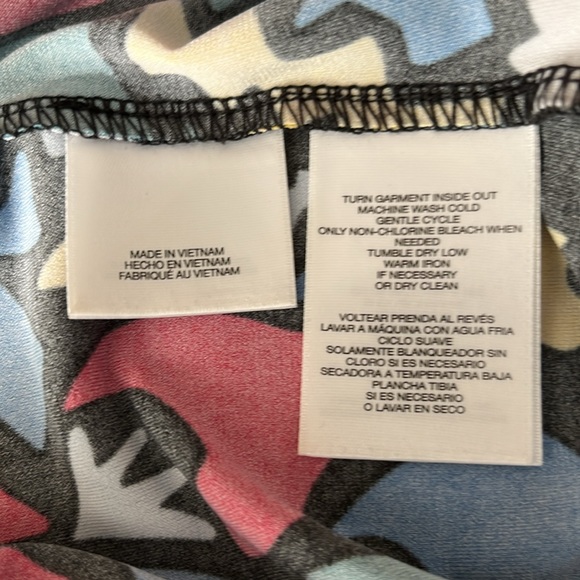 MADE IN VIETNAM
HECHO EN VIETNAM
FABRIQUÉ AU VIETNAM
TURN GARMENT INSIDE OUT
MACHINE WASH COLD
GENTLE CYCLE
ONLY NON-CHLORINE BLEACH WHEN
NEEDED
TUMBLE DRY LOW
WARM IRON
IF NECESSARY
OR DRY CLEAN
VOLTEAR PRENDA AL REVÉS
LAVAR A MÁQUINA CON AGUA FRIA
CICLO SUAVE
SOLAMENTE BLANQUEADOR SIN
CLORO SI ES NECESARIO
SECADORA A TEMPERATURA BAJA
PLANCHA TIBIA
SI ES NECESARIO
O LAVAR EN SECO